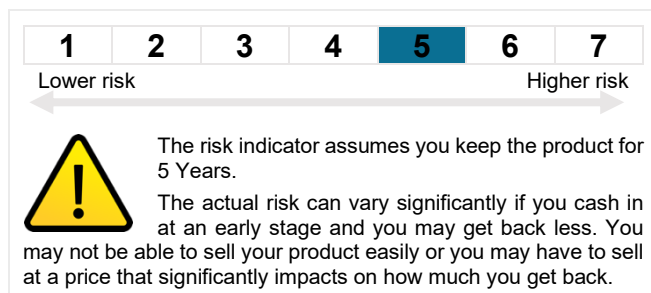 1 2 3 4 5 6 7
Lower risk Higher risk
The risk indicator assumes you keep the product for
5 Years.
The actual risk can vary significantly if you cash in
at an early stage and you may get back less. You
may not be able to sell your product easily or you may have to sell
at a price that significantly impacts on how much you get back.